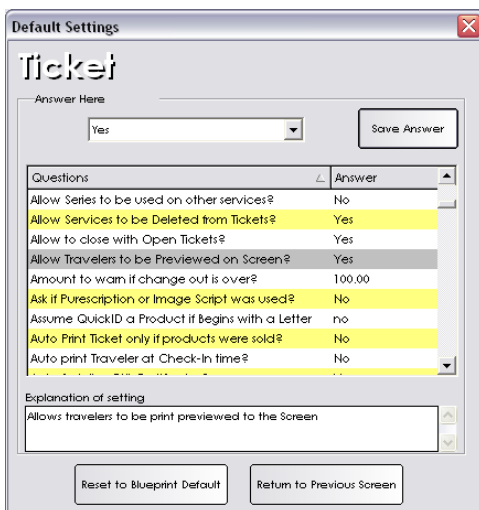 Default Settings
Ticket
Answer Here
Yes
Save Answer
Questions Answer
Allow Series to be used on other services? No
Allow Services to be Deleted from Tickets? Yes
Allow to close with Open Tickets? Yes
Allow Travelers to be Previewed on Screen? Yes
Amount to warn if change out is over? 100.00
Ask if Purescription or Image Script was used? No
Assume QuickID a Product if Begins with a Letter no
Auto Print Ticket only if products were sold? No
Auto print Traveler at Check-In time? No
Explanation of setting
Allows travelers to be print previewed to the Screen
Reset to Blueprint Default
Return to Previous Screen